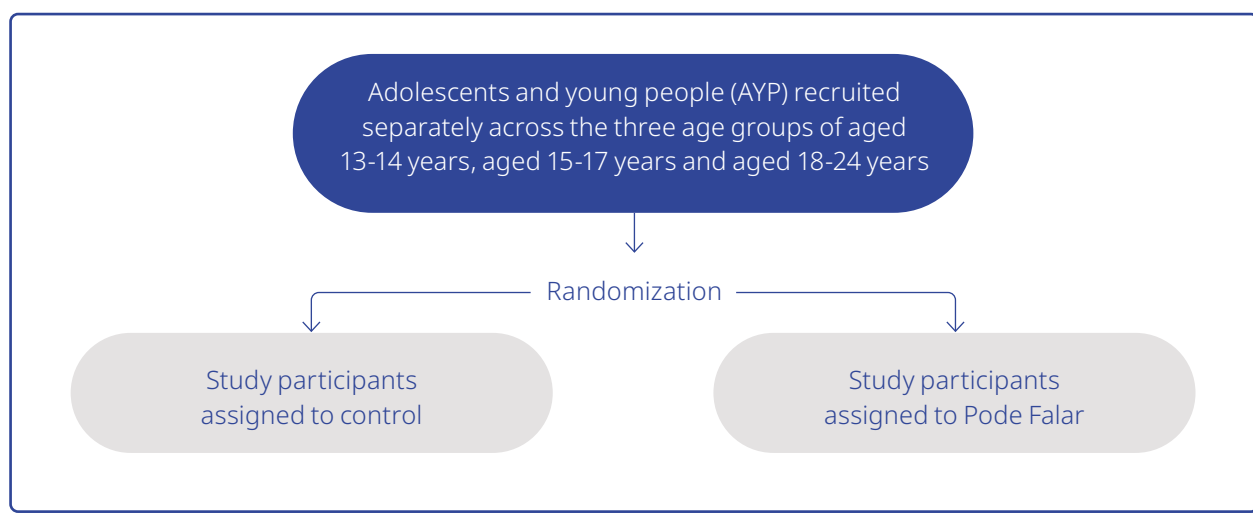 Adolescents and young people (AYP) recruited
separately across the three age groups of aged
13-14 years, aged 15-17 years and aged 18-24 years
Randomization
Study participants
assigned to control
Study participants
assigned to Pode Falar